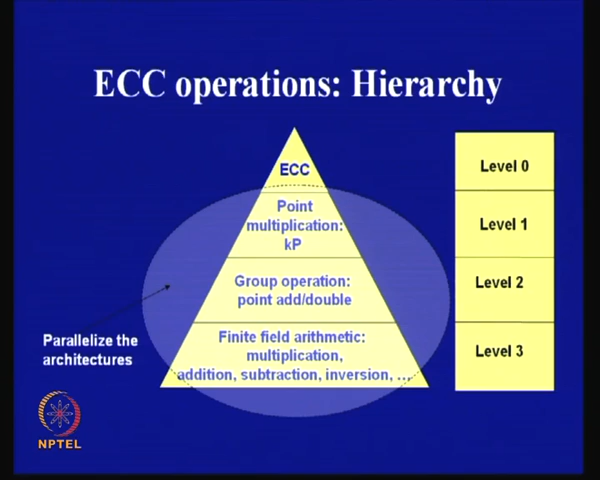 ECC operations: Hierarchy
ECC
Level 0
Point
multiplication:
kP
Level 1
Group operation:
point add/double
Level 2
Finite field arithmetic:
multiplication,
addition, subtraction, inversion, ...
Level 3
Parallelize the
architectures
NPTEL